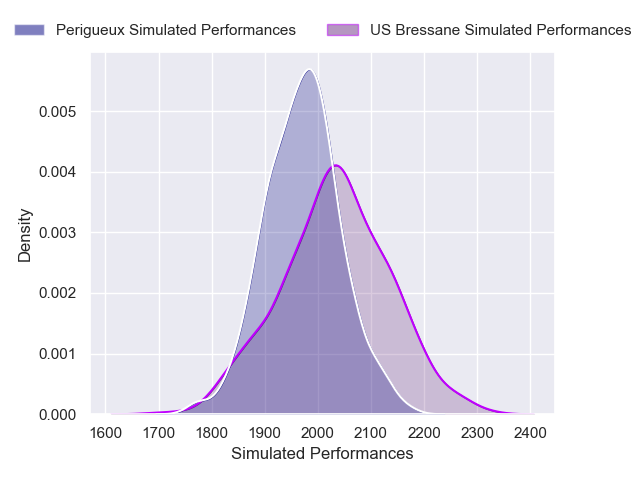 Perigueux Simulated Performances
US Bressane Simulated Performances
0.005
0.004
0.003
0.002
0.001
0.000
Density
1600 1700 1800 1900 2000 2100 2200 2300 2400
Simulated Performances